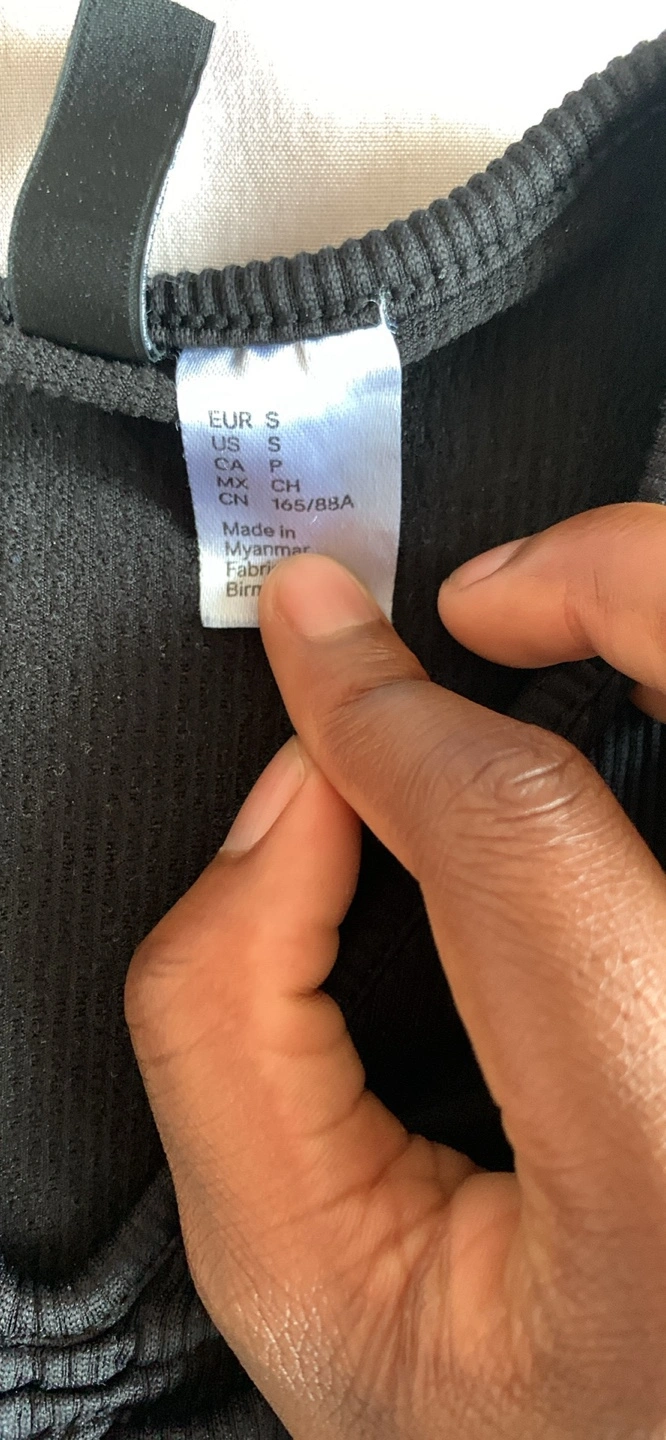 EUR S
US S
CA P
MX CH
CN 165/88A
Made in
Myanmar